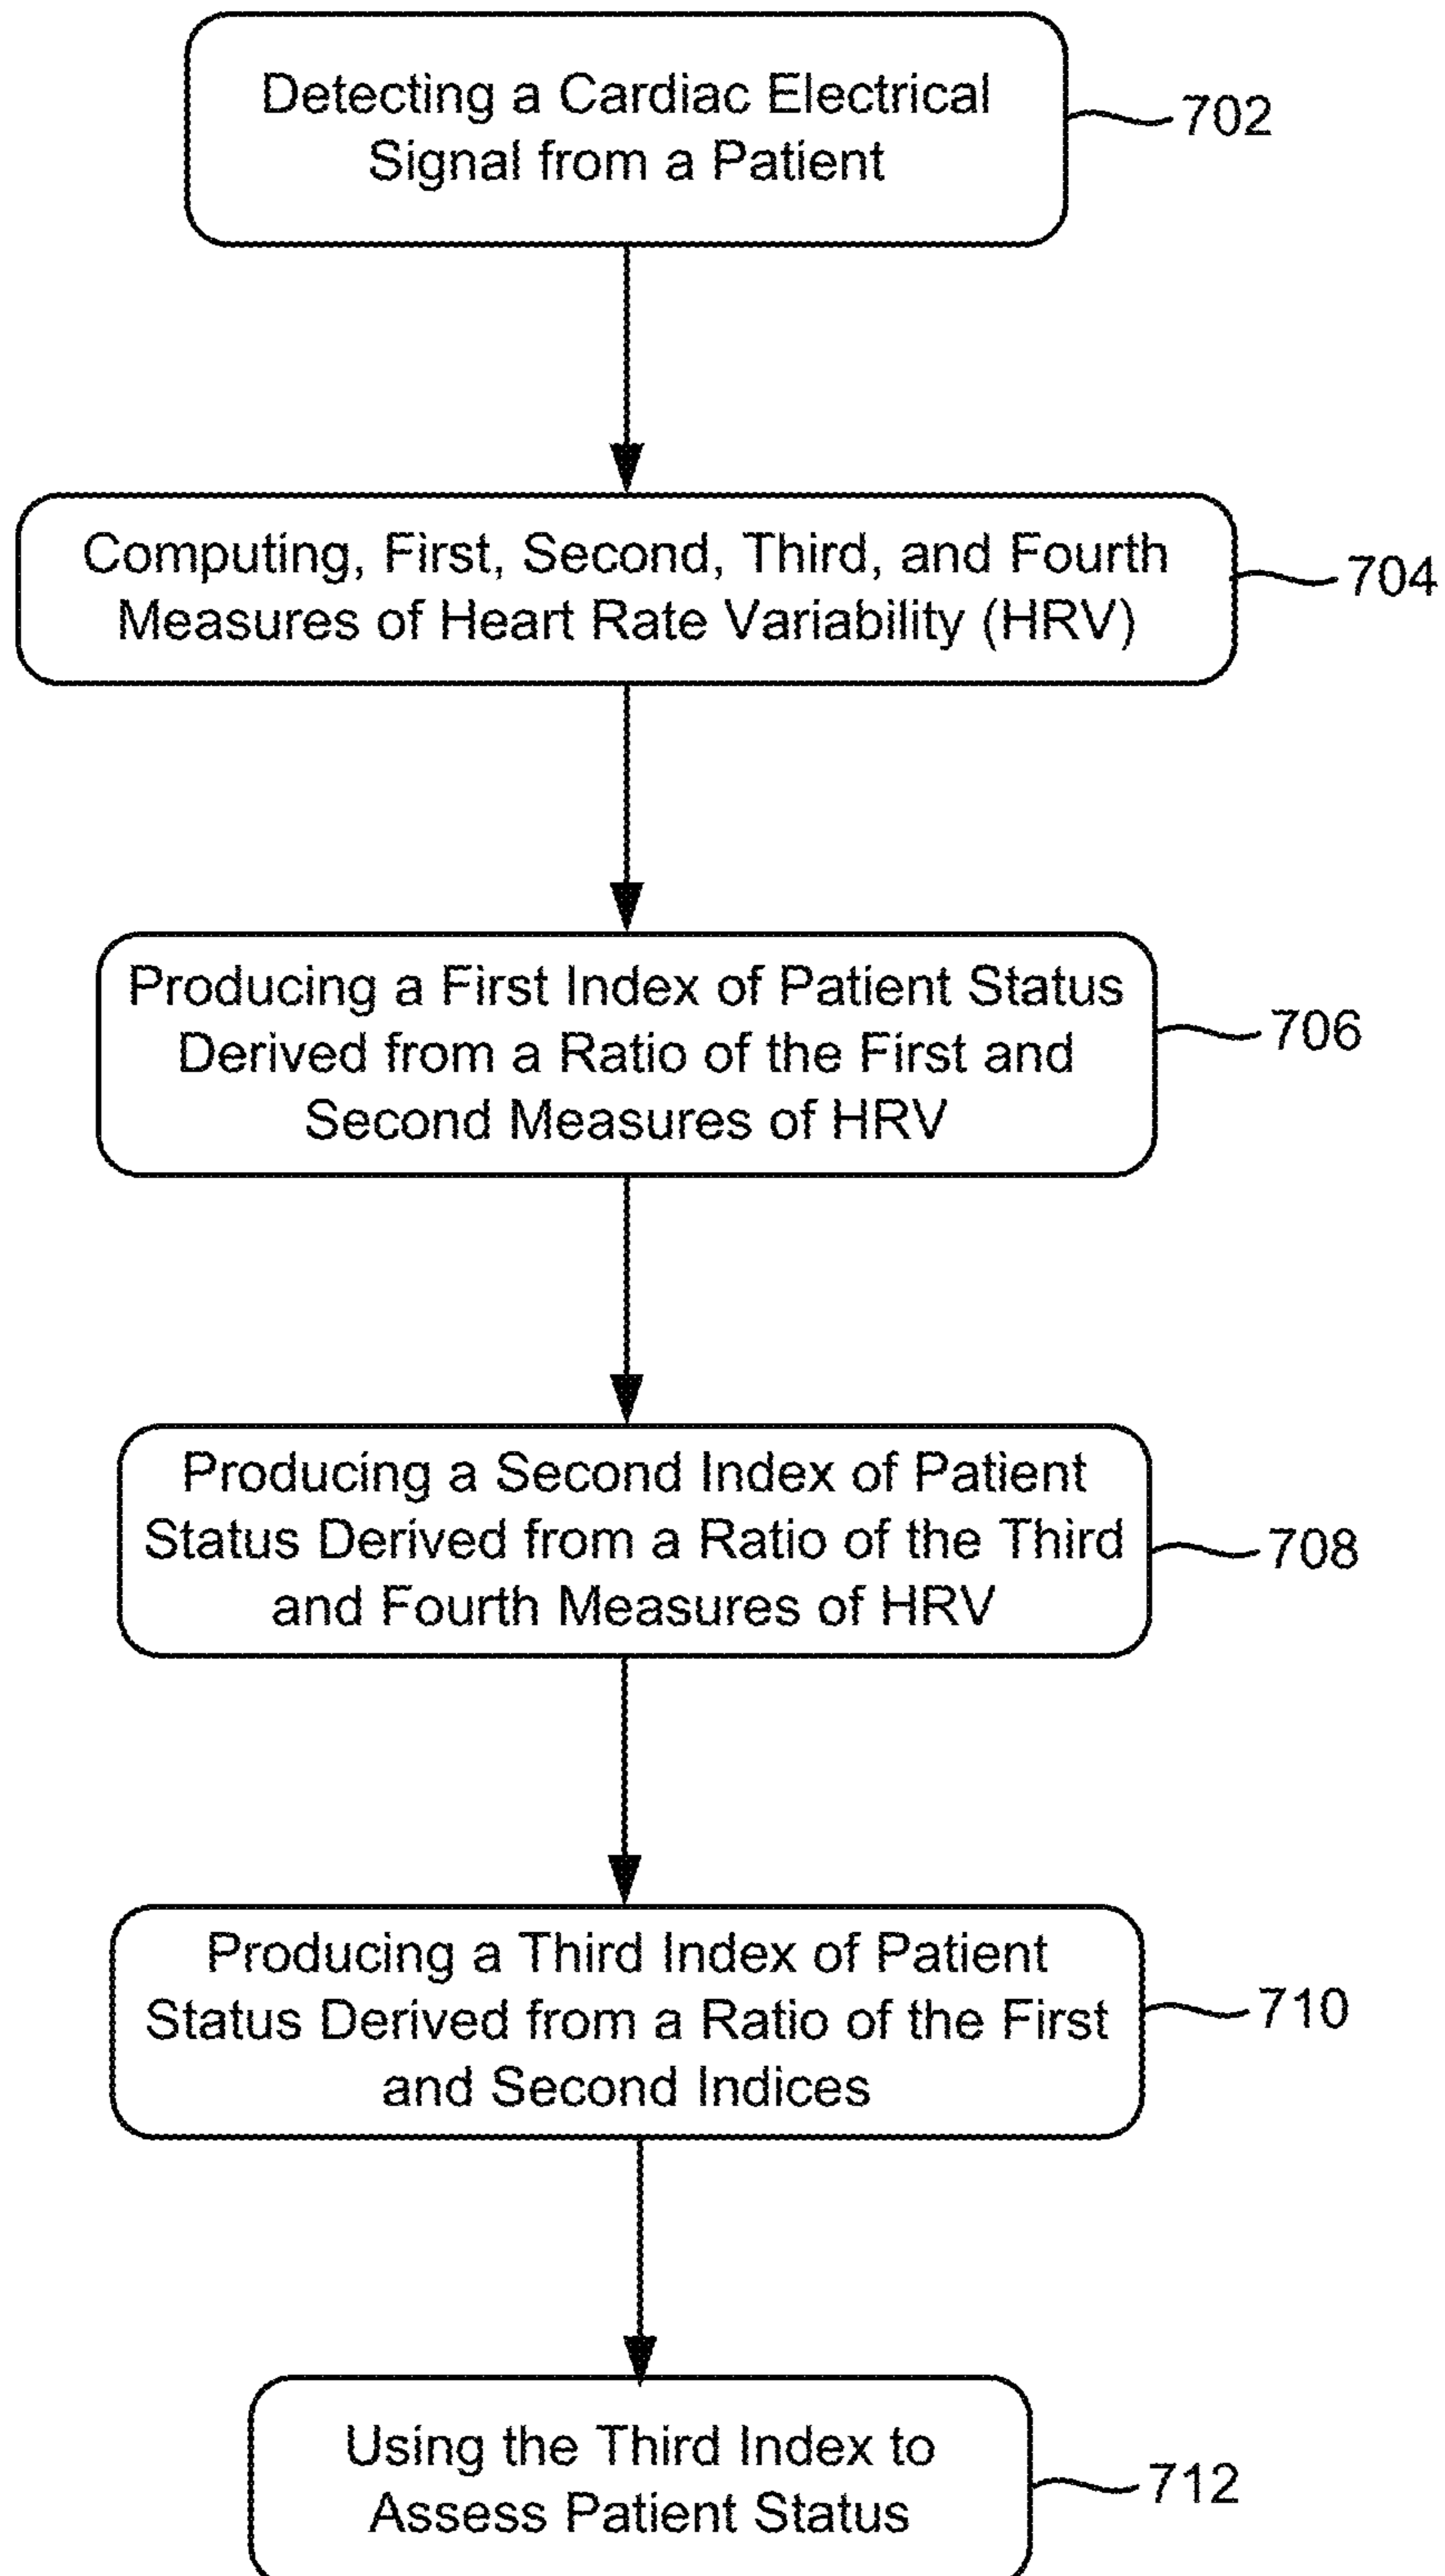 Detecting a Cardiac Electrical
Signal from a Patient
702
Computing, First, Second, Third, and Fourth
Measures of Heart Rate Variability (HRV)
704
Producing a First Index of Patient Status
Derived from a Ratio of the First and
Second Measures of HRV
706
Producing a Second Index of Patient
Status Derived from a Ratio of the Third
and Fourth Measures of HRV
708
Producing a Third Index of Patient
Status Derived from a Ratio of the First
and Second Indices
710
Using the Third Index to
Assess Patient Status
712